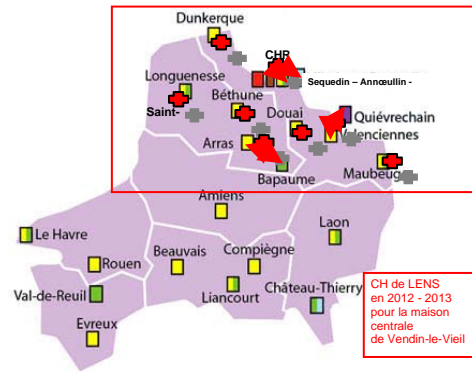 Dunkerque
CHR
Longuenesse
Sequedin – Annœullin -
Béthune
Saint-
Douai
Quiévrechain
Valenciennes
Arras
Bapaume
Maubeuge
Amiens
Le Havre
Laon
Rouen
Beauvais
Compiègne
Val-de-Reuil
Liancourt
Château-Thierry
Evreux
CH de LENS
en 2012 - 2013
pour la maison
centrale
de Vendin-le-Vieil